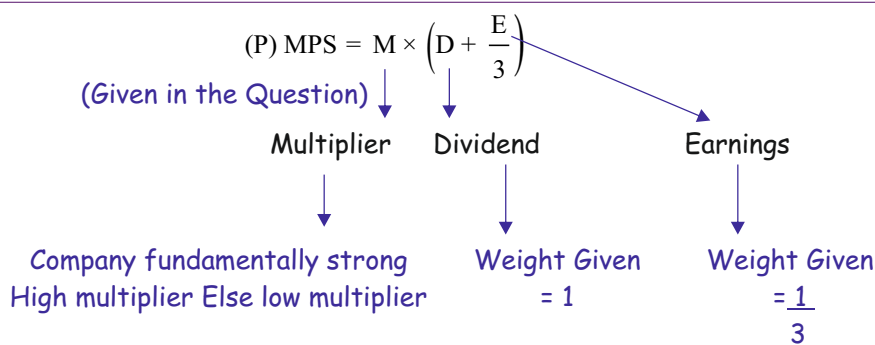 (P) MPS = M × (D + E/3)
(Given in the Question)
Multiplier Dividend Earnings
Company fundamentally strong Weight Given Weight Given
High multiplier Else low multiplier = 1 = 1/3